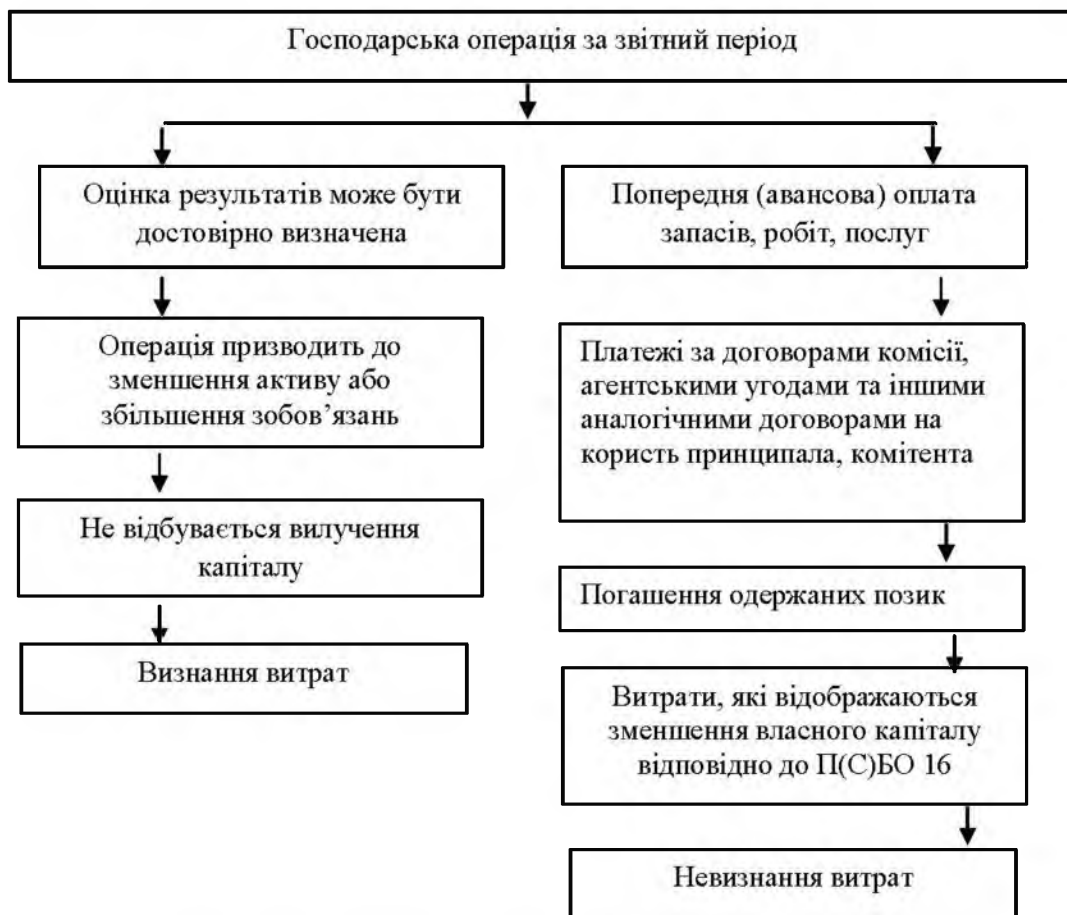 Господарська операція за звітний період
Оцінка результатів може бути
достовірно визначена
Операція призводить до
зменшення активу або
збільшення зобов’язань
Не відбувається вилучення
капіталу
Визнання витрат
Попередня (авансова) оплата
запасів, робіт, послуг
Платежі за договорами комісії,
агентськими угодами та іншими
аналогічними договорами на
користь принципала, комітента
Погашення одержаних позик
Витрати, які відображаються
зменшення власного капіталу
відповідно до П(С)БО 16
Невизнання витрат